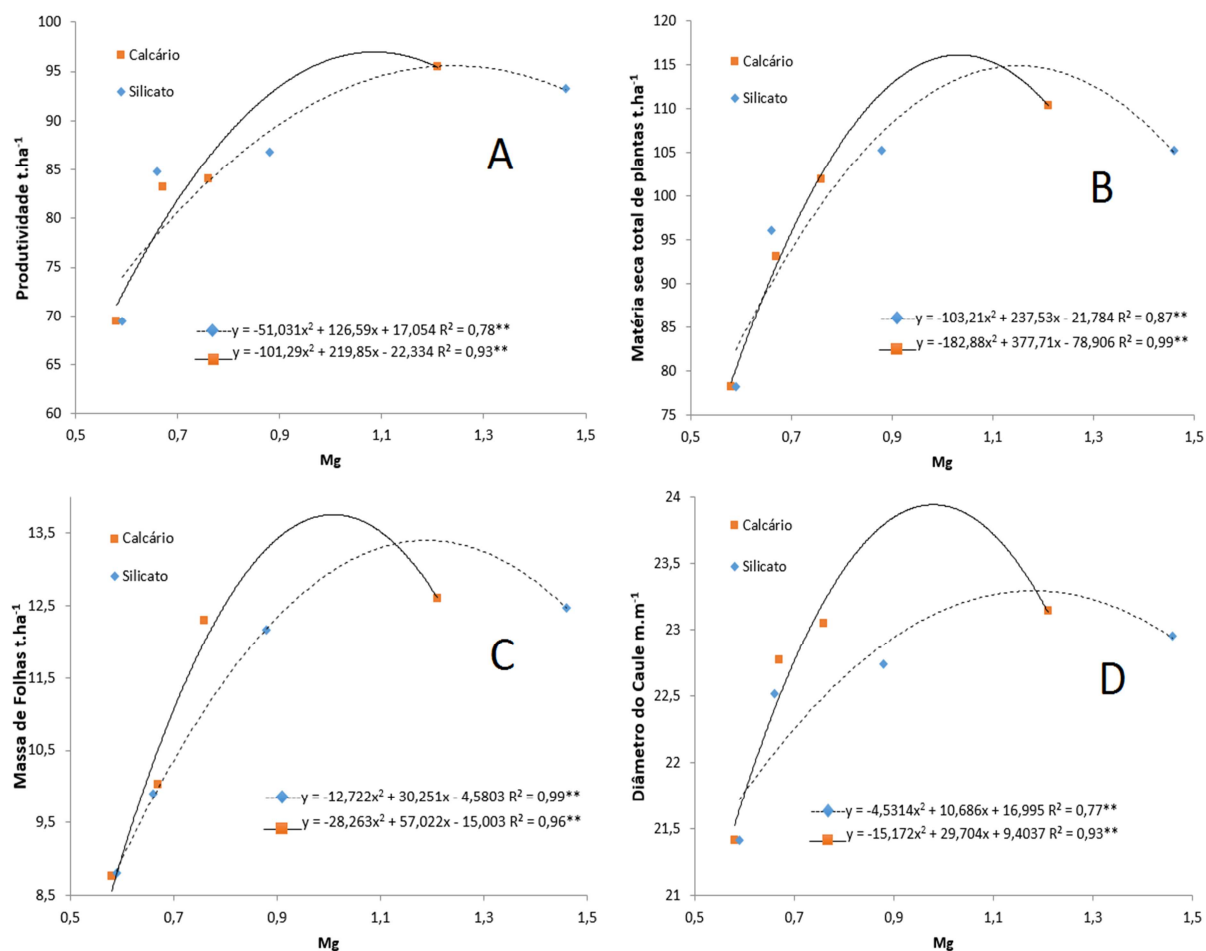 Produtividade t.ha⁻¹
100
95
90
85
80
75
70
65
60
Calcário
Silicato
A
y = -51,031x² + 126,59x + 17,054 R² = 0,78**
y = -101,29x² + 219,85x - 22,334 R² = 0,93**
0,5 0,7 0,9 1,1 1,3 1,5
Mg
Matéria seca total de plantas t.ha⁻¹
120
115
110
105
100
95
90
85
80
75
Calcário
Silicato
B
y = -103,21x² + 237,53x - 21,784 R² = 0,87**
y = -182,88x² + 377,71x - 78,906 R² = 0,99**
0,5 0,7 0,9 1,1 1,3 1,5
Mg
Massa de Folhas t.ha⁻¹
13,5
12,5
11,5
10,5
9,5
8,5
Calcário
Silicato
C
y = -12,722x² + 30,251x - 4,5803 R² = 0,99**
y = -28,263x² + 57,022x - 15,003 R² = 0,96**
0,5 0,7 0,9 1,1 1,3 1,5
Mg
Diâmetro do Caule m.m⁻¹
24
23,5
23
22,5
22
21,5
21
Calcário
Silicato
D
y = -4,5314x² + 10,686x + 16,995 R² = 0,77**
y = -15,172x² + 29,704x + 9,4037 R² = 0,93**
0,5 0,7 0,9 1,1 1,3 1,5
Mg